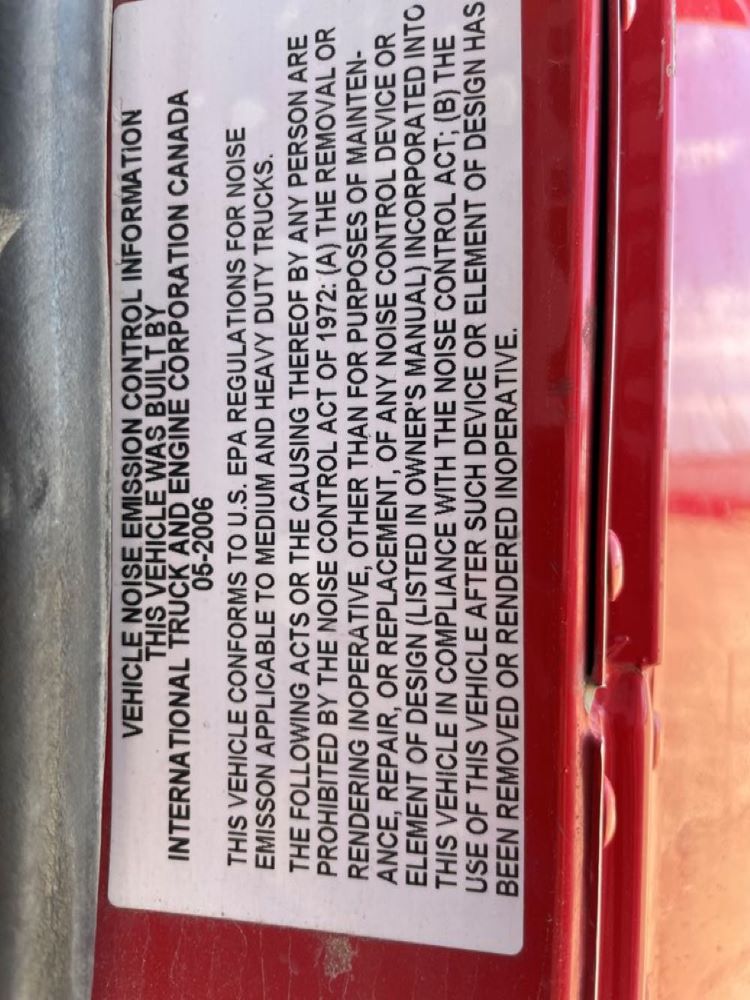 VEHICLE NOISE EMISSION CONTROL INFORMATION
THIS VEHICLE WAS BUILT BY
INTERNATIONAL TRUCK AND ENGINE CORPORATION CANADA
05-2006
THIS VEHICLE CONFORMS TO U.S. EPA REGULATIONS FOR NOISE
EMISSON APPLICABLE TO MEDIUM AND HEAVY DUTY TRUCKS.
THE FOLLOWING ACTS OR THE CAUSING THEREOF BY ANY PERSON ARE
PROHIBITED BY THE NOISE CONTROL ACT OF 1972: (A) THE REMOVAL OR
RENDERING INOPERATIVE, OTHER THAN FOR PURPOSES OF MAINTEN-
ANCE, REPAIR, OR REPLACEMENT, OF ANY NOISE CONTROL DEVICE OR
ELEMENT OF DESIGN (LISTED IN OWNER'S MANUAL) INCORPORATED INTO
THIS VEHICLE IN COMPLIANCE WITH THE NOISE CONTROL ACT; (B) THE
USE OF THIS VEHICLE AFTER SUCH DEVICE OR ELEMENT OF DESIGN HAS
BEEN REMOVED OR RENDERED INOPERATIVE.